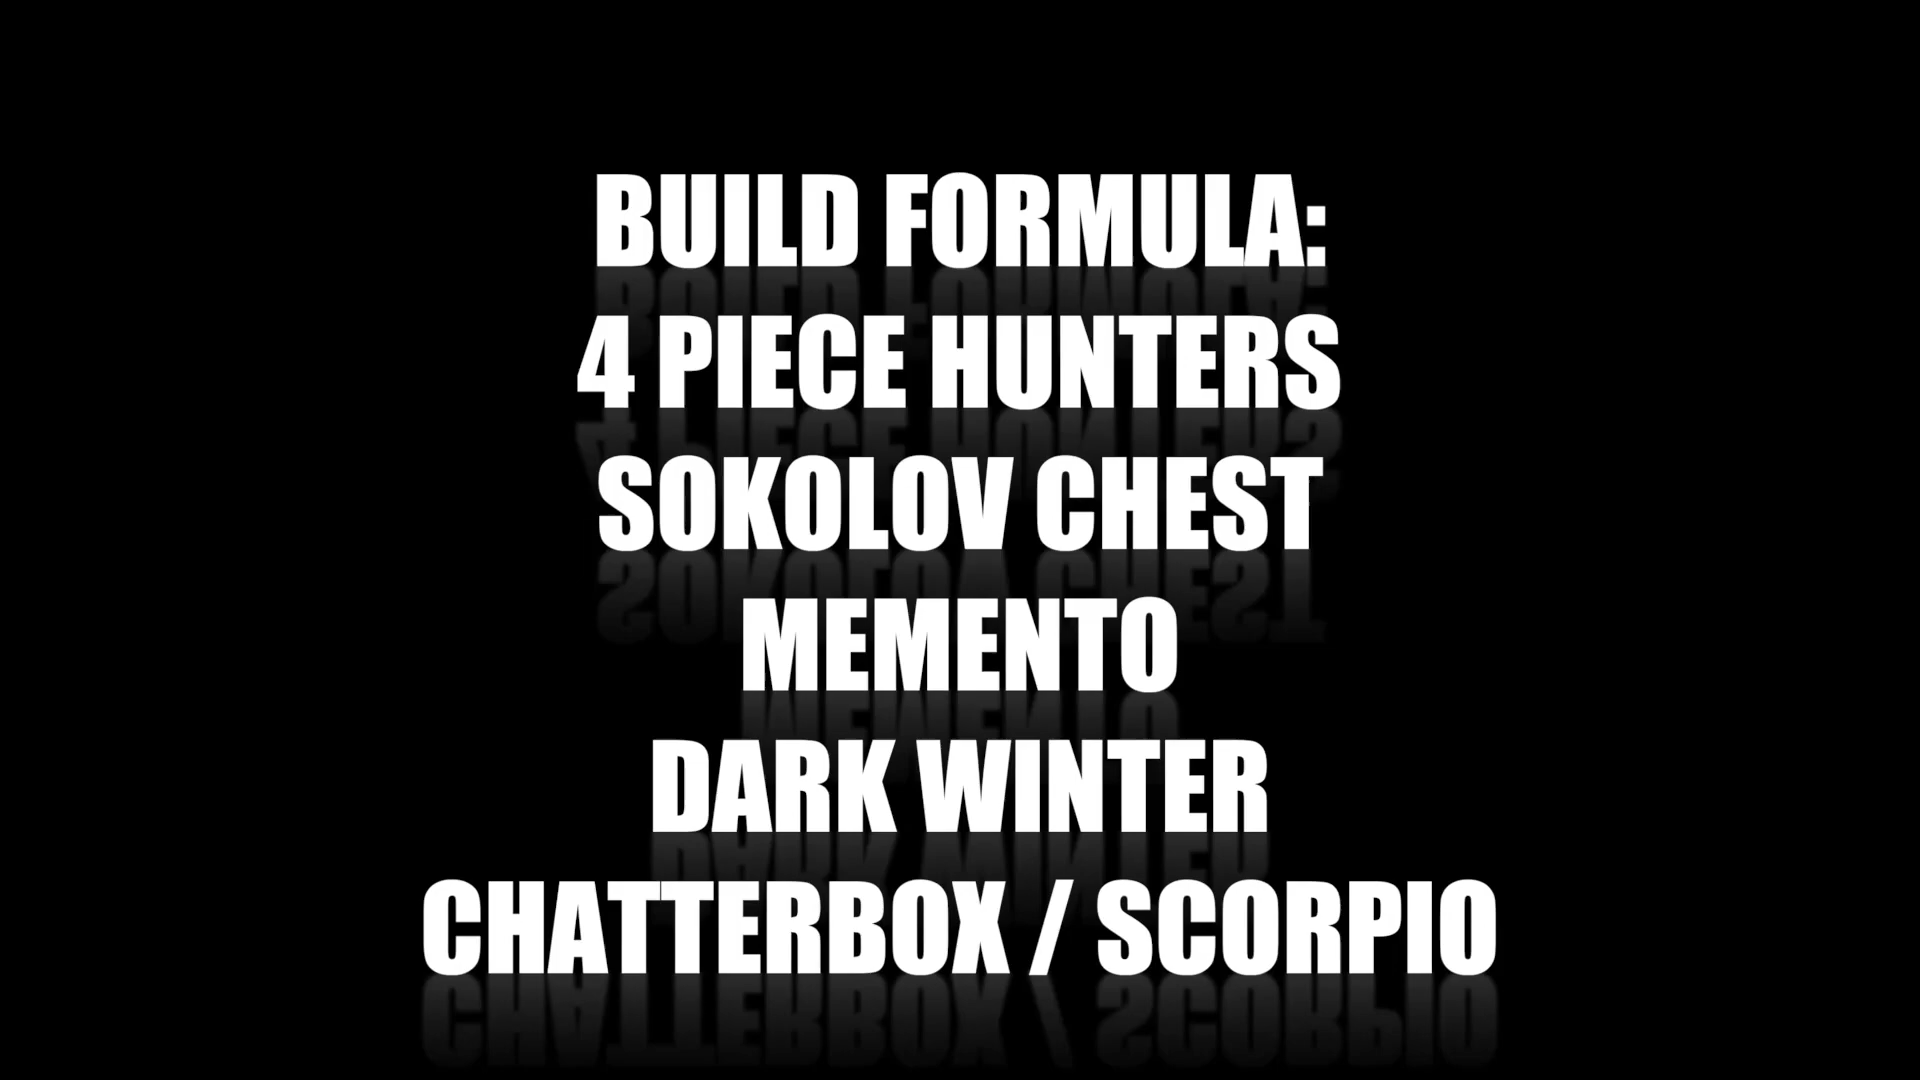 BUILD FORMULA:
4 PIECE HUNTERS
SOKOLOV CHEST
MEMENTO
DARK WINTER
CHATTERBOX / SCORPIO